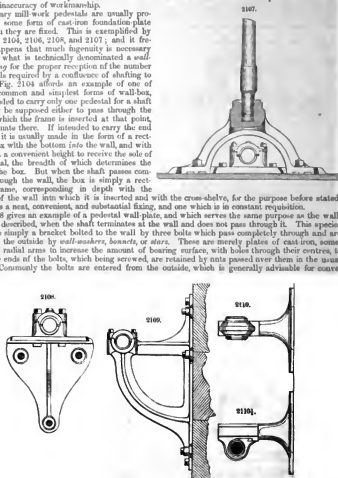 inaccuracy of workmanship.
ary mill-work pedestals are usually pro-
some form of cast-iron foundation-plate
they are fixed. This is exemplified by
2104, 2106, 2108, and 2107; and it fre-
appens that much ingenuity is necessary
what is technically denominated a wall-
ng for the proper reception of the number
ls required by a confluence of shafting to
Fig. 2104 affords an example of one of
common and simplest forms of wall-box,
ded to carry only one pedestal for a shaft
be supposed either to pass through the
which the frame is inserted at that point,
inate there. If intended to carry the end
it is usually made in the form of a rect-
x with the bottom into the wall, and with
a convenient height to receive the sole of
al, the breadth of which determines the
he box. But when the shaft passes com-
rough the wall, the box is simply a rect-
ame, corresponding in depth with the
of the wall into which it is inserted and with the cross-shelve, for the purpose before stated
s a neat, convenient, and substantial fixing, and one which is in constant requisition.
8 gives an example of a pedestal wall-plate, and which serves the same purpose as the wall
described, when the shaft terminates at the wall and does not pass through it. This specie
simply a bracket bolted to the wall by three bolts which pass completely through and are
the outside by wall-washers, bonnets, or stars. These are merely plates of cast-iron, some
radial arms to increase the amount of bearing surface, with holes through their centres,
ends of the bolts, which being screwed, are retained by nuts passed over them in the usua
Commonly the bolts are entered from the outside, which is generally advisable for conve
2107.
2108.
2109.
2110.
2110¼.